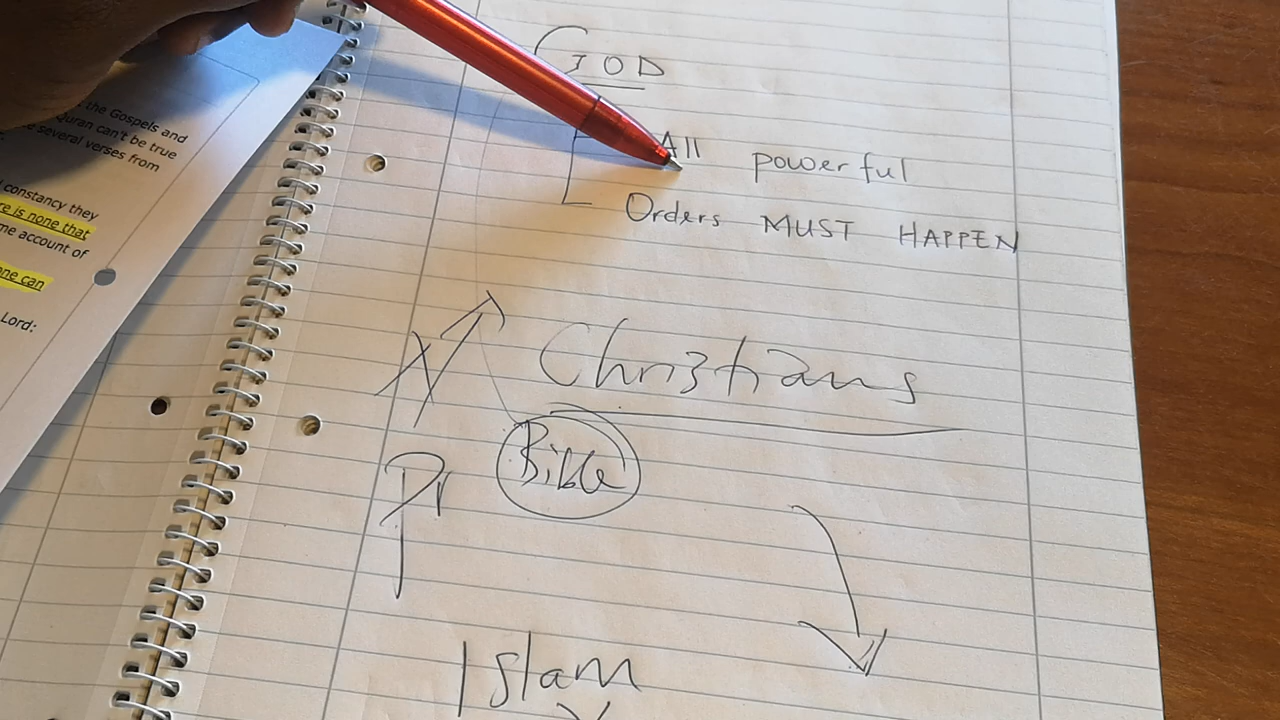 the Gospels and
Quran can't be true
several verses from
constancy they
re is none that
me account of
one can
Lord:
GOD
All powerful
Orders MUST HAPPEN
Christians
Bible
Islam